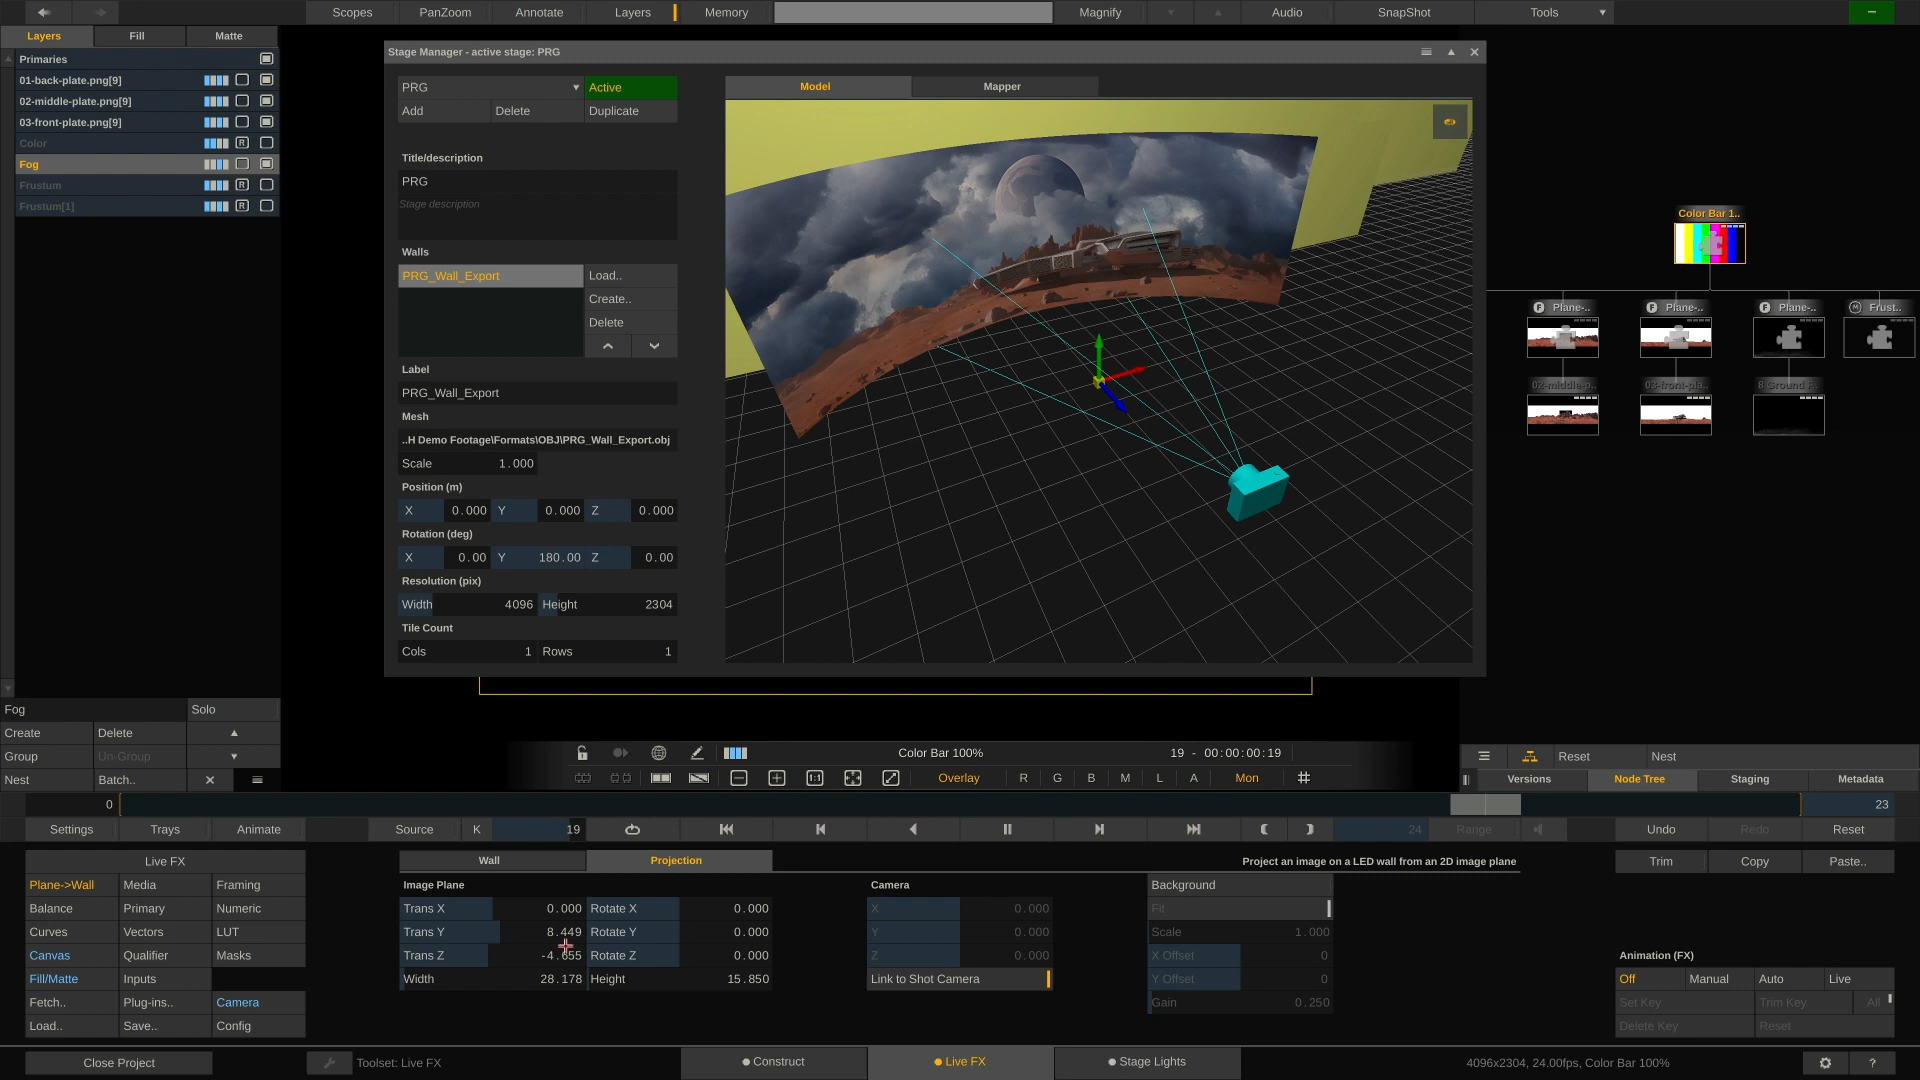 Scopes PanZoom Annotate Layers Memory Magnify Audio SnapShot Tools
Layers Fill Matte
Primaries
01-back-plate.png[9]
02-middle-plate.png[9]
03-front-plate.png[9]
Color R
Fog
Frustum R
Frustum[1] R
Stage Manager - active stage: PRG
PRG Active
Add Delete Duplicate
Title/description
PRG
Stage description
Walls
PRG_Wall_Export Load..
Create..
Delete
Label
PRG_Wall_Export
Mesh
..H Demo Footage\Formats\OBJ\PRG_Wall_Export.obj
Scale 1.000
Position (m)
X 0.000 Y 0.000 Z 0.000
Rotation (deg)
X 0.00 Y 180.00 Z 0.00
Resolution (pix)
Width 4096 Height 2304
Tile Count
Cols 1 Rows 1
Model Mapper
Color Bar 1..
F Plane-.. F Plane-.. F Plane-.. M Frust..
02-middle-p.. 03-front-pla..
Fog Solo
Create Delete
Group Un-Group
Nest Batch..
Color Bar 100% 19 - 00:00:00:19
1:1 Overlay R G B M L A Mon
Reset Nest
Versions Node Tree Staging Metadata
0 23
Settings Trays Animate Source K 19 24 Range Undo Redo Reset
Live FX
Plane->Wall Media Framing
Balance Primary Numeric
Curves Vectors LUT
Canvas Qualifier Masks
Fill/Matte Inputs
Fetch.. Plug-ins.. Camera
Load.. Save.. Config
Wall Projection Project an image on a LED wall from an 2D image plane
Image Plane
Trans X 0.000 Rotate X 0.000
Trans Y 8.449 Rotate Y 0.000
Trans Z Rotate Z 0.000
Width 28.178 Height 15.850
Camera
X 0.000
Y 0.000
Z 0.000
Link to Shot Camera
Background
Fit
Scale 1.000
X Offset 0
Y Offset 0
Gain 0.250
Trim Copy Paste..
Animation (FX)
Off Manual Auto Live
Set Key Trim Key All
Delete Key Reset
Close Project Toolset: Live FX Construct Live FX Stage Lights 4096x2304, 24.00fps, Color Bar 100% ?